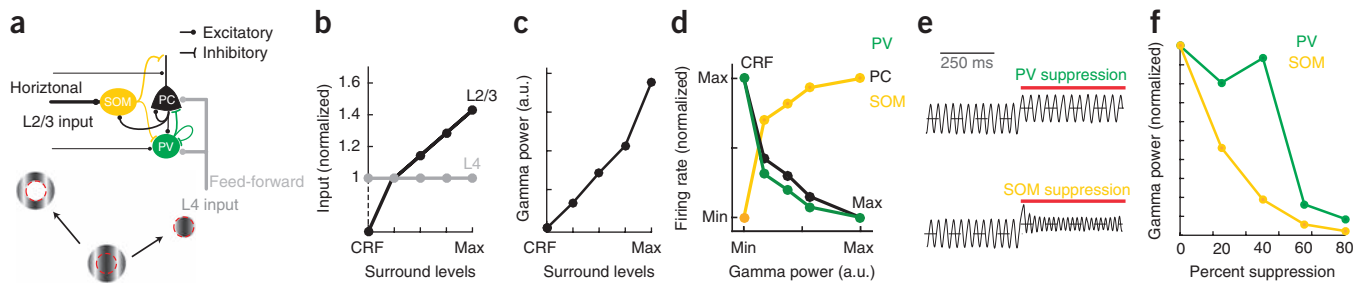 a
Excitatory
Inhibitory
Horiztonal
SOM
PC
L2/3 input
PV
Feed-forward
L4 input
b
Input (normalized)
1.6
1.4
1.2
1
L2/3
L4
CRF
Max
Surround levels
c
Gamma power (a.u.)
CRF
Max
Surround levels
d
Firing rate (normalized)
Max
Min
CRF
PV
PC
SOM
Max
Min
Max
Gamma power (a.u.)
e
250 ms
PV suppression
SOM suppression
f
Gamma power (normalized)
PV
SOM
0
20
40
60
80
Percent suppression